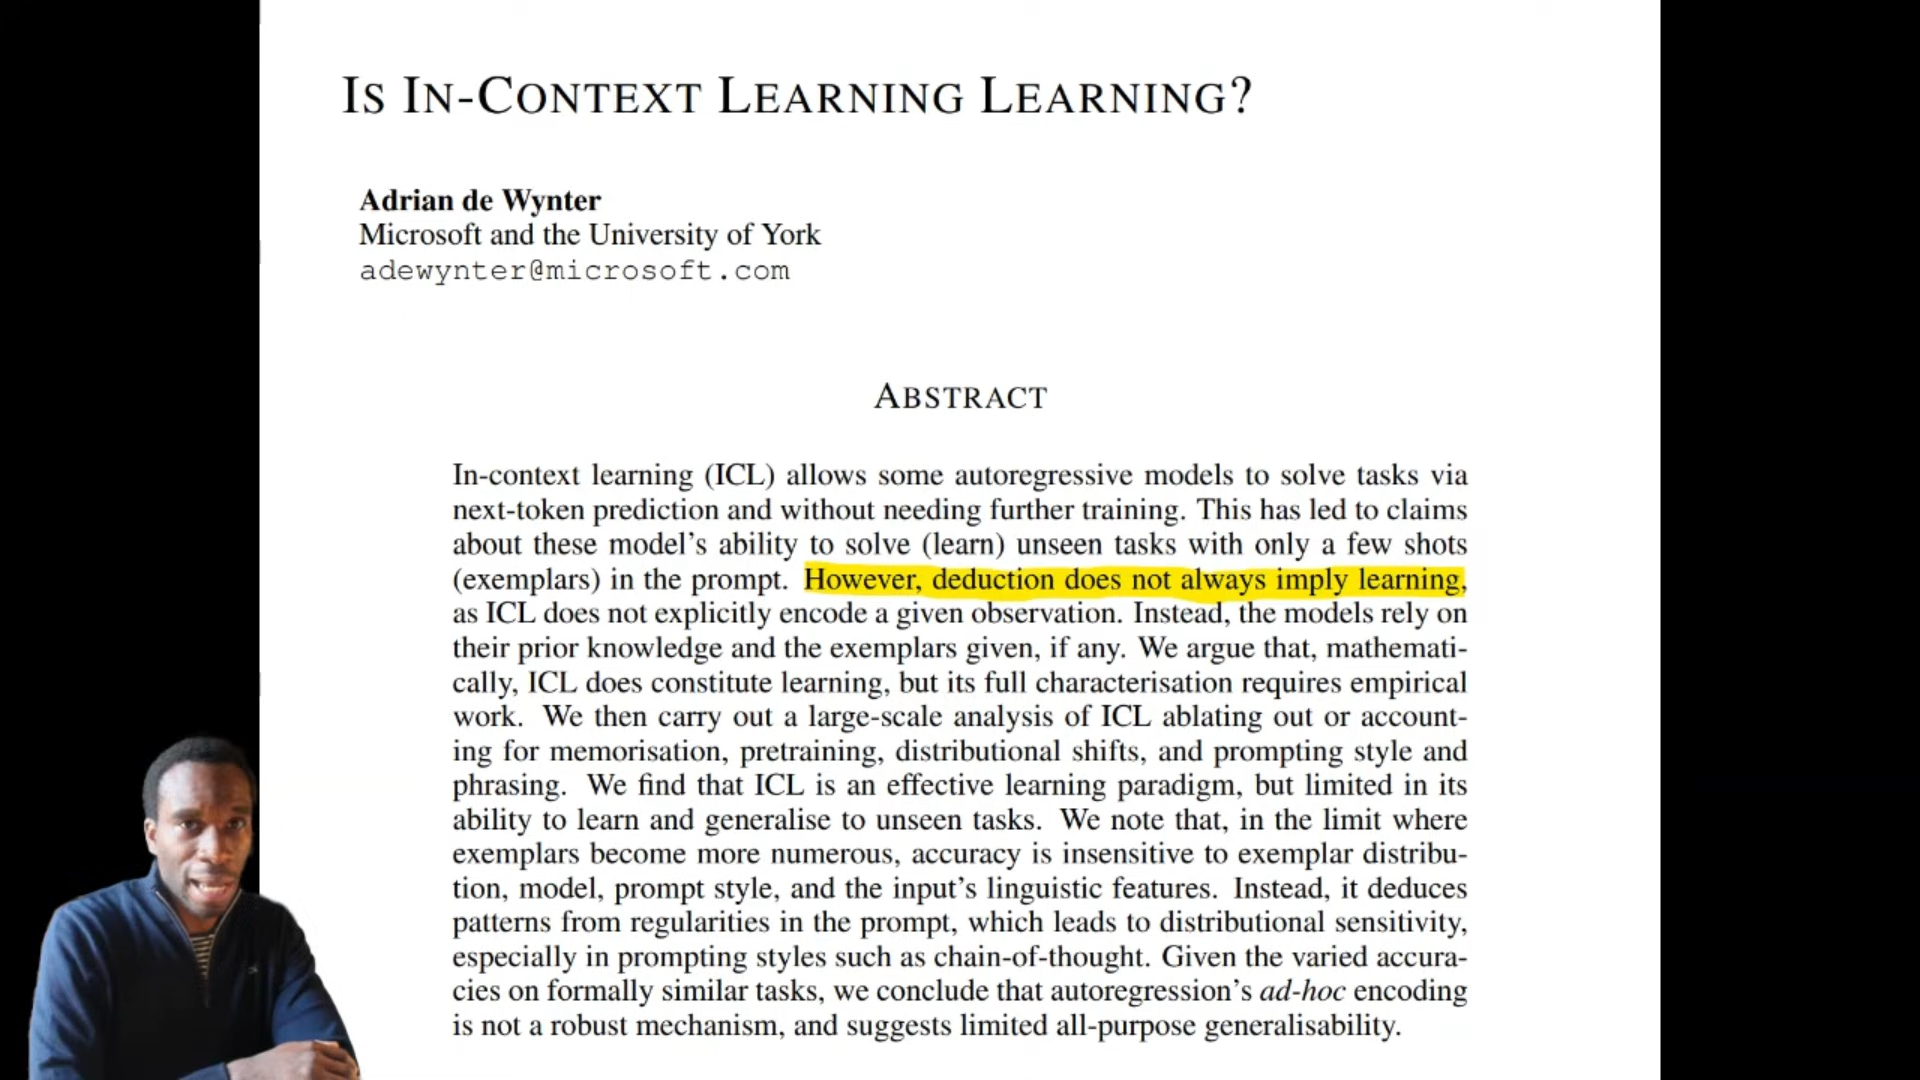 IS IN-CONTEXT LEARNING LEARNING?
Adrian de Wynter
Microsoft and the University of York
adewynter@microsoft.com
ABSTRACT
In-context learning (ICL) allows some autoregressive models to solve tasks via
next-token prediction and without needing further training. This has led to claims
about these model's ability to solve (learn) unseen tasks with only a few shots
(exemplars) in the prompt. However, deduction does not always imply learning,
as ICL does not explicitly encode a given observation. Instead, the models rely on
their prior knowledge and the exemplars given, if any. We argue that, mathemati-
cally, ICL does constitute learning, but its full characterisation requires empirical
work. We then carry out a large-scale analysis of ICL ablating out or account-
ing for memorisation, pretraining, distributional shifts, and prompting style and
phrasing. We find that ICL is an effective learning paradigm, but limited in its
ability to learn and generalise to unseen tasks. We note that, in the limit where
exemplars become more numerous, accuracy is insensitive to exemplar distribu-
tion, model, prompt style, and the input's linguistic features. Instead, it deduces
patterns from regularities in the prompt, which leads to distributional sensitivity,
especially in prompting styles such as chain-of-thought. Given the varied accura-
cies on formally similar tasks, we conclude that autoregression's ad-hoc encoding
is not a robust mechanism, and suggests limited all-purpose generalisability.